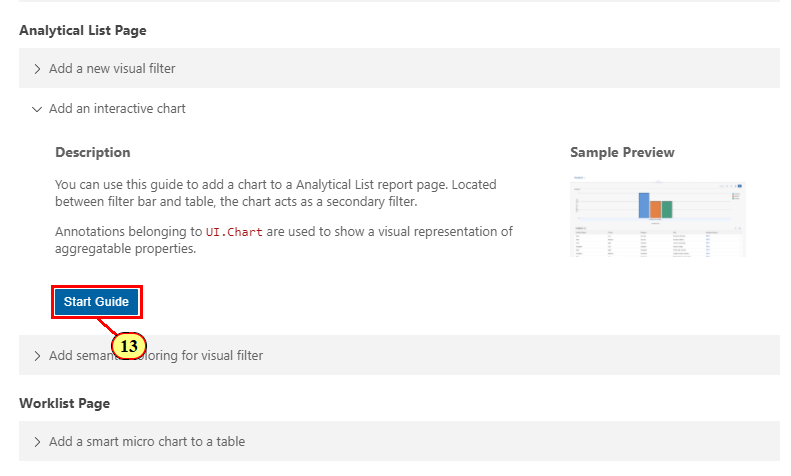 Analytical List Page
Add a new visual filter
Add an interactive chart
Description
Sample Preview
You can use this guide to add a chart to a Analytical List report page. Located
between filter bar and table, the chart acts as a secondary filter.
Annotations belonging to UI.Chart are used to show a visual representation of
aggregatable properties.
Start Guide
13
Add semantic coloring for visual filter
Worklist Page
Add a smart micro chart to a table